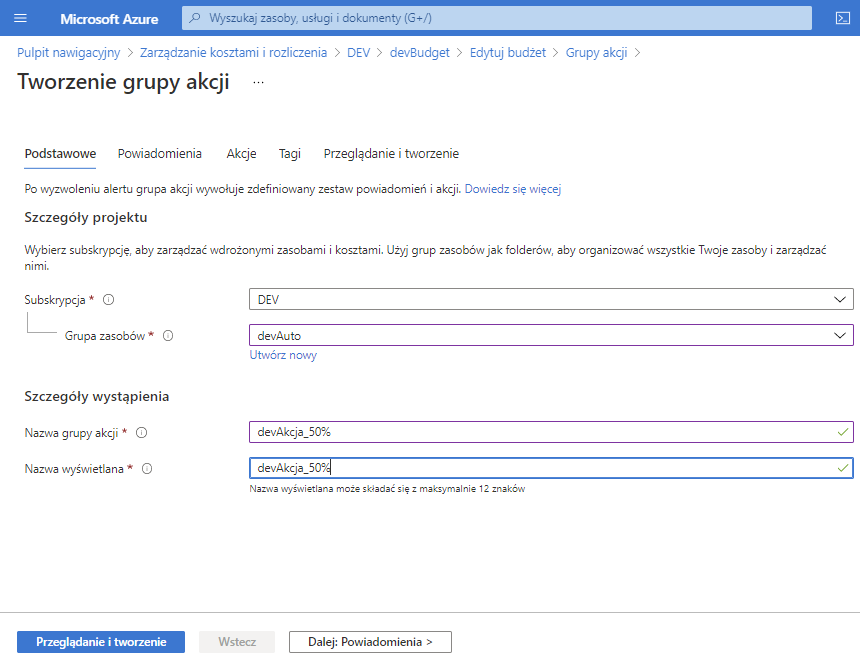 Microsoft Azure
Wyszukaj zasoby, usługi i dokumenty (G+/)
Pulpit nawigacyjny > Zarządzanie kosztami i rozliczenia > DEV > devBudget > Edytuj budżet > Grupy akcji >
Tworzenie grupy akcji ...
Podstawowe Powiadomienia Akcje Tagi Przeglądanie i tworzenie
Po wyzwoleniu alertu grupa akcji wywołuje zdefiniowany zestaw powiadomień i akcji. Dowiedz się więcej
Szczegóły projektu
Wybierz subskrypcję, aby zarządzać wdrożonymi zasobami i kosztami. Użyj grup zasobów jak folderów, aby organizować wszystkie Twoje zasoby i zarządzać
nimi.
Subskrypcja * DEV
Grupa zasobów * devAuto
Utwórz nowy
Szczegóły wystąpienia
Nazwa grupy akcji * devAkcja_50%
Nazwa wyświetlana * devAkcja_50%
Nazwa wyświetlana może składać się z maksymalnie 12 znaków
Przeglądanie i tworzenie Wstecz Dalej: Powiadomienia >